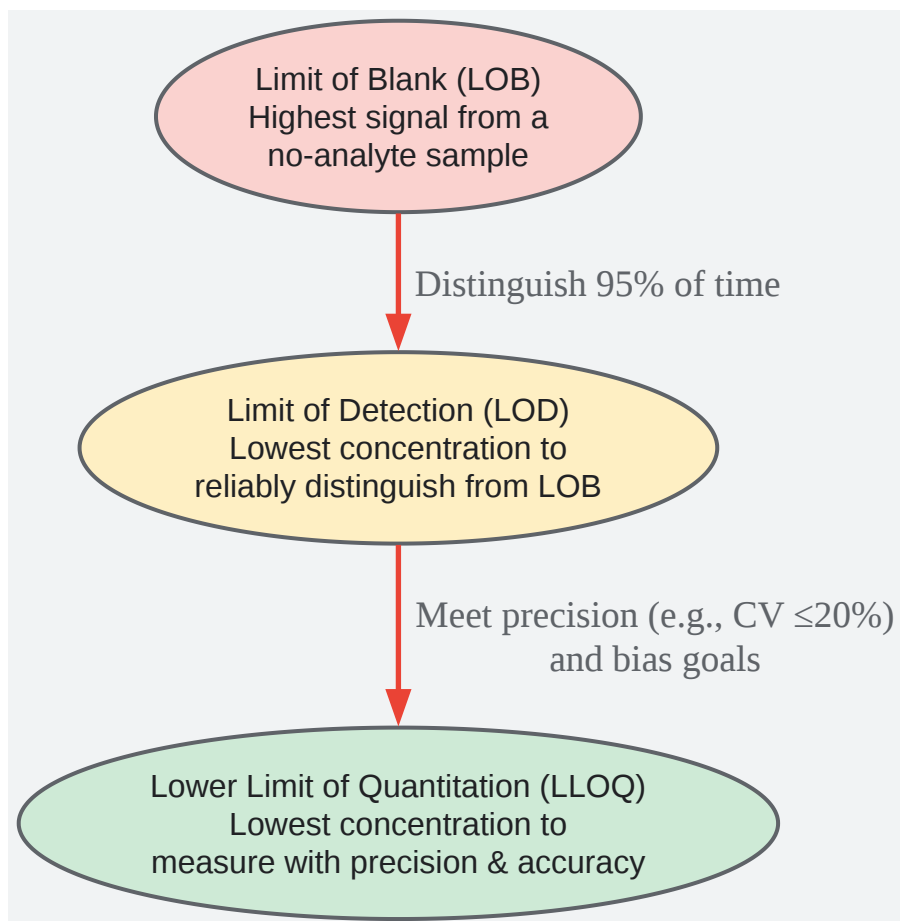 Limit of Blank (LOB)
Highest signal from a
no-analyte sample
Distinguish 95% of time
Limit of Detection (LOD)
Lowest concentration to
reliably distinguish from LOB
Meet precision (e.g., CV ≤20%)
and bias goals
Lower Limit of Quantitation (LLOQ)
Lowest concentration to
measure with precision & accuracy